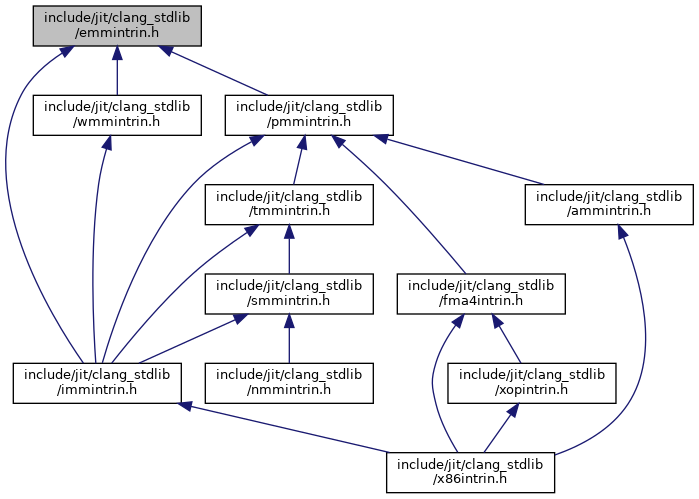 include/jit/clang_stdlib
/emmintrin.h
include/jit/clang_stdlib
/wmmintrin.h
include/jit/clang_stdlib
/pmmintrin.h
include/jit/clang_stdlib
/tmmintrin.h
include/jit/clang_stdlib
/ammintrin.h
include/jit/clang_stdlib
/smmintrin.h
include/jit/clang_stdlib
/fma4intrin.h
include/jit/clang_stdlib
/immintrin.h
include/jit/clang_stdlib
/nmmintrin.h
include/jit/clang_stdlib
/xopintrin.h
include/jit/clang_stdlib
/x86intrin.h